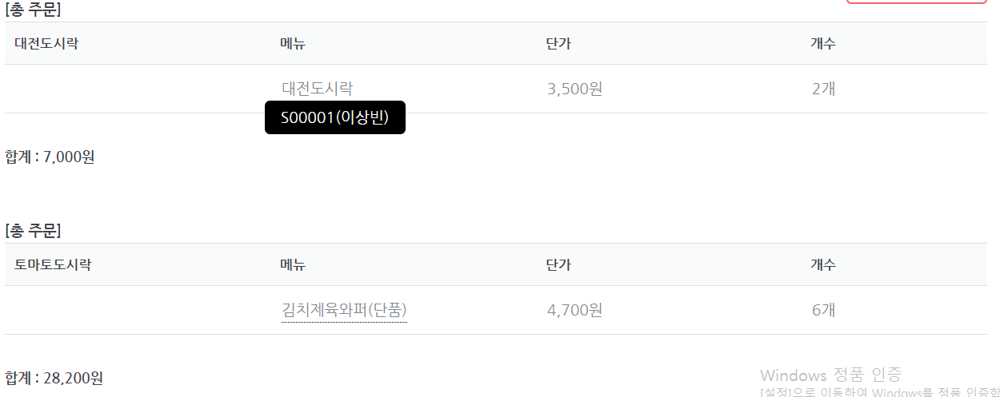 [총 주문]
대전도시락 메뉴 단가 개수
대전도시락 3,500원 2개
S00001(이상빈)
합계 : 7,000원
[총 주문]
토마토도시락 메뉴 단가 개수
김치제육와퍼(단품) 4,700원 6개
합계 : 28,200원
Windows 정품 인증
[설정]으로 이동하여 Windows를 정품 인증합